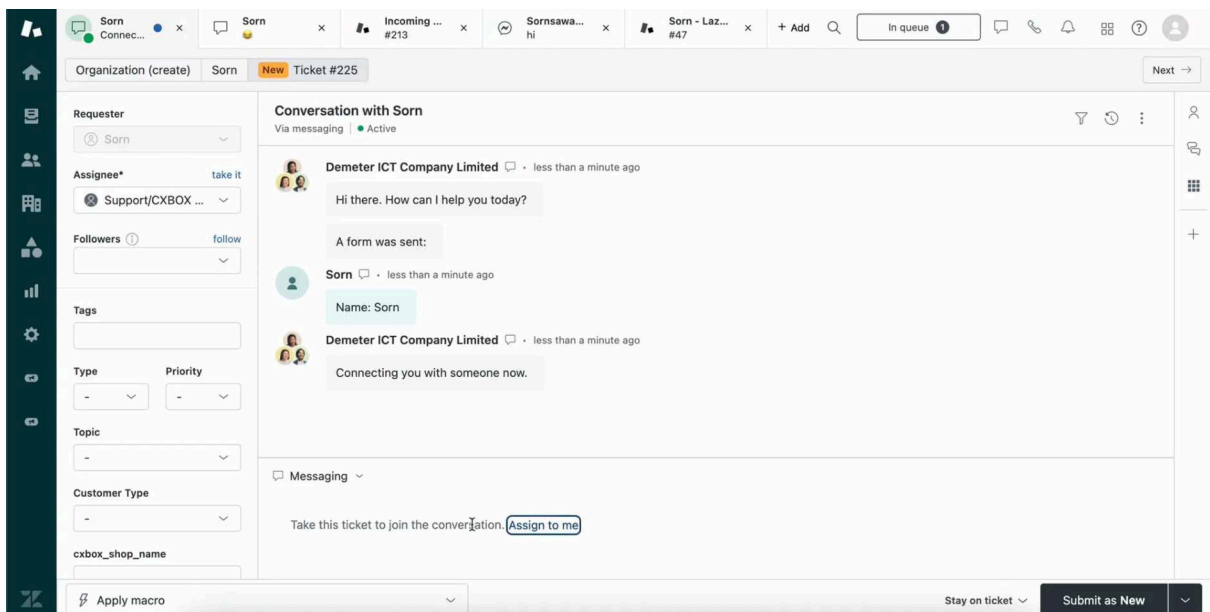 Sorn
Connec...
Sorn
😂
Incoming ...
#213
Sornsawa...
hi
Sorn - Laz...
#47
+ Add
In queue 1
Organization (create)
Sorn
New Ticket #225
Next →
Requester
Sorn
Assignee*
take it
Support/CXBOX ...
Followers
follow
Tags
Type
Priority
-
-
Topic
-
Customer Type
-
cxbox_shop_name
Conversation with Sorn
Via messaging
Active
Demeter ICT Company Limited · less than a minute ago
Hi there. How can I help you today?
A form was sent:
Sorn · less than a minute ago
Name: Sorn
Demeter ICT Company Limited · less than a minute ago
Connecting you with someone now.
Messaging
Take this ticket to join the conversation. Assign to me
Apply macro
Stay on ticket
Submit as New